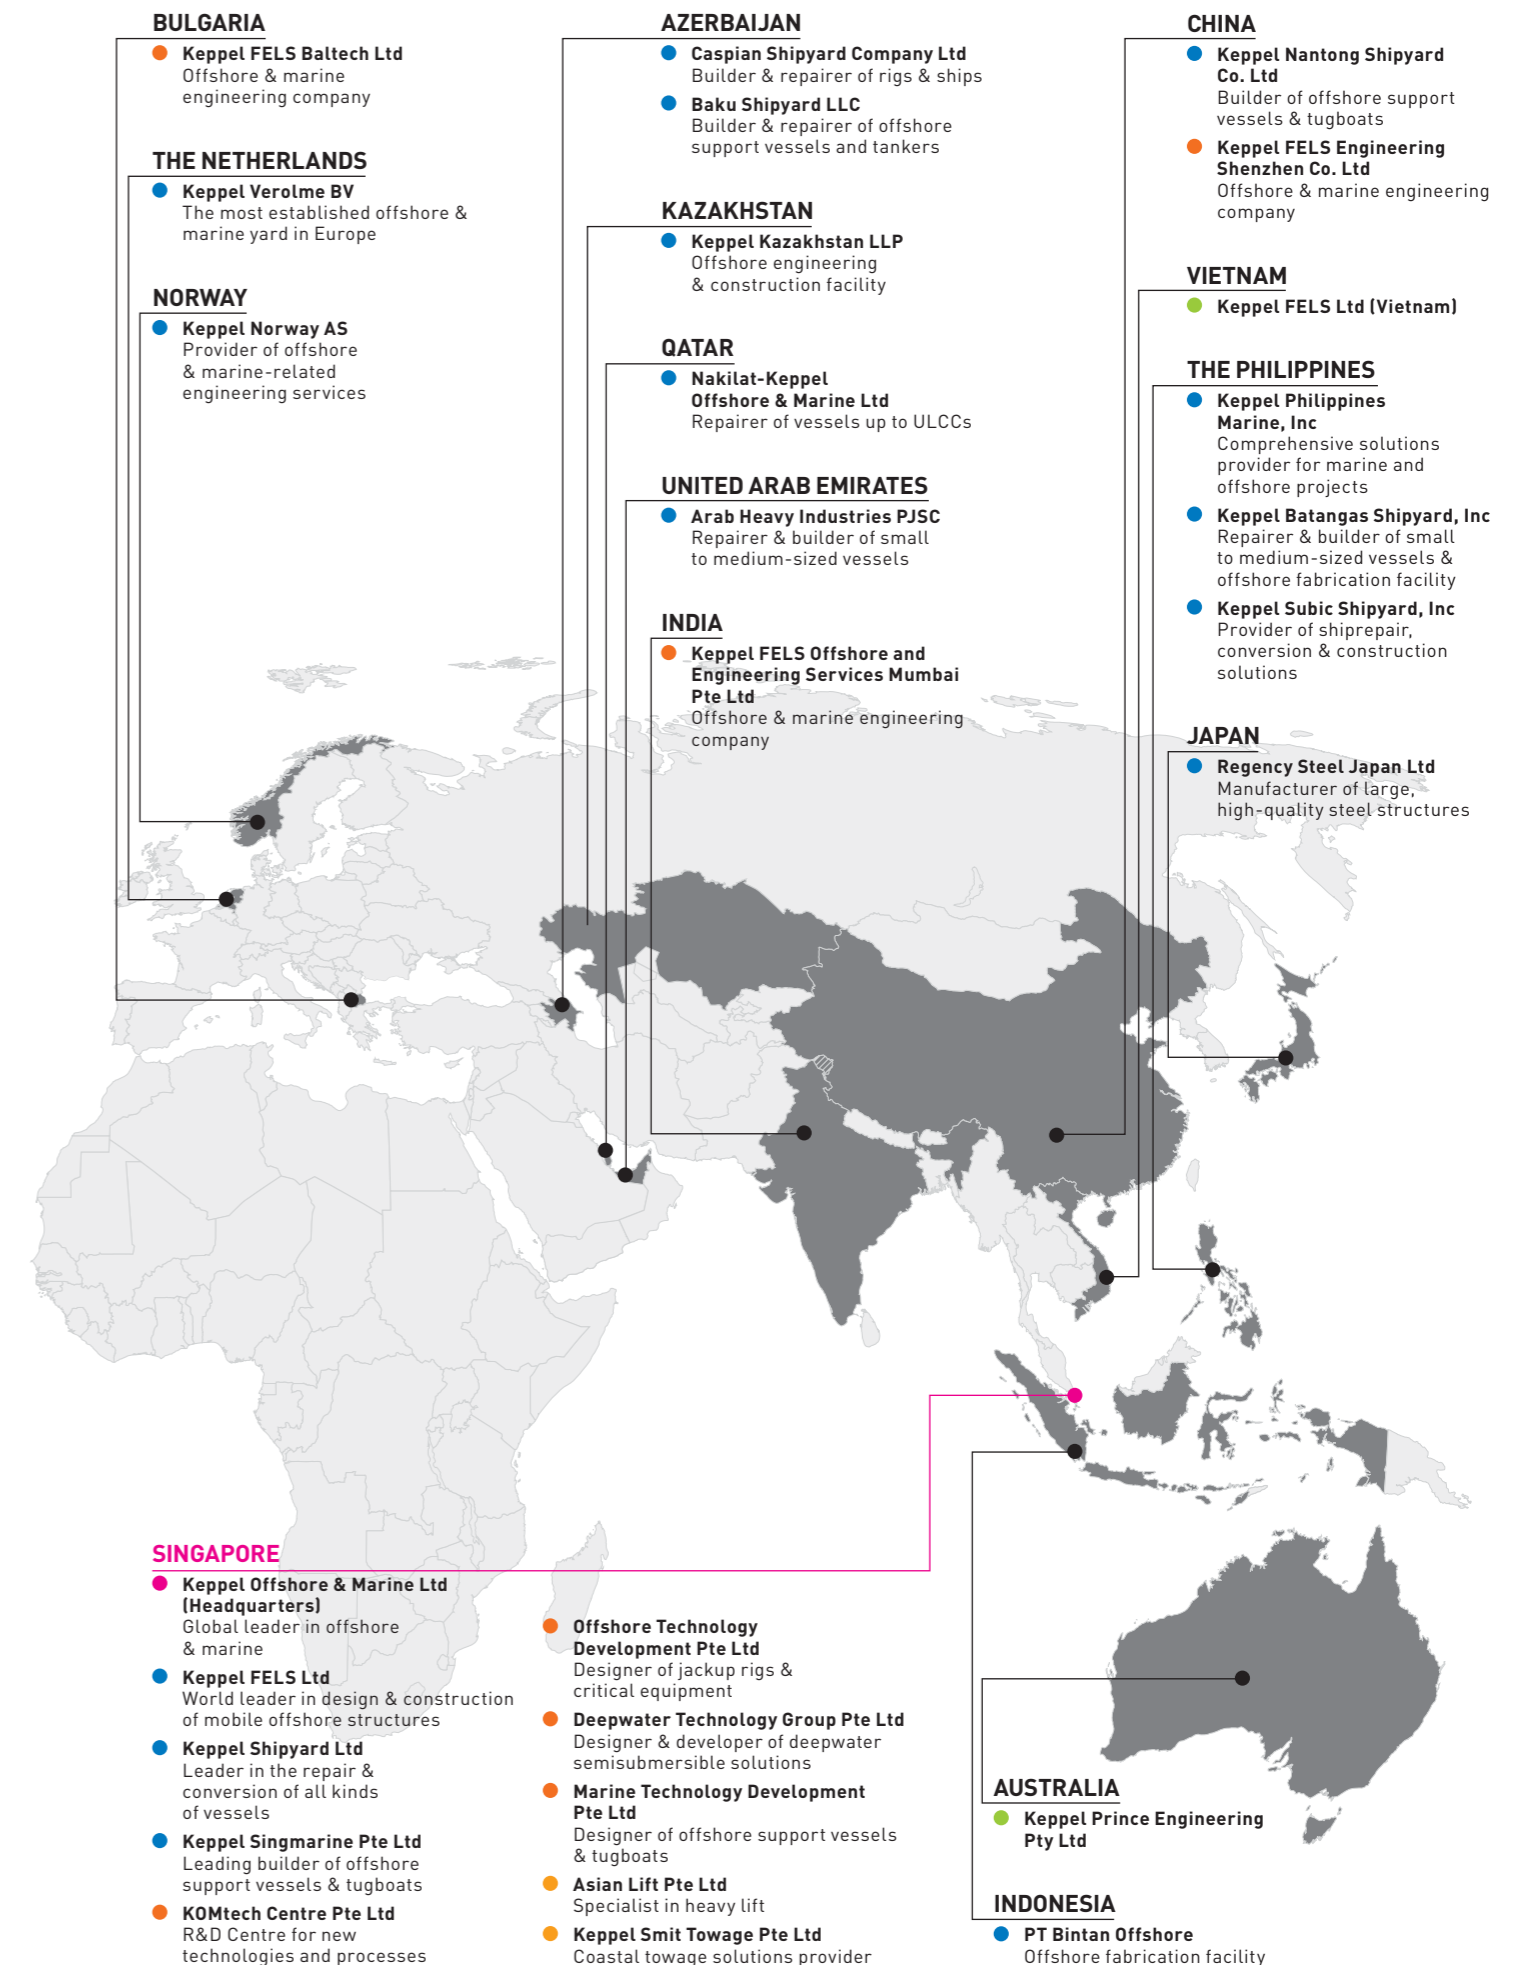 BULGARIA
Keppel FELS Baltech Ltd
Offshore & marine
engineering company
THE NETHERLANDS
Keppel Verolme BV
The most established offshore &
marine yard in Europe
NORWAY
Keppel Norway AS
Provider of offshore
& marine-related
engineering services
AZERBAIJAN
Caspian Shipyard Company Ltd
Builder & repairer of rigs & ships
Baku Shipyard LLC
Builder & repairer of offshore
support vessels and tankers
KAZAKHSTAN
Keppel Kazakhstan LLP
Offshore engineering
& construction facility
QATAR
Nakilat-Keppel
Offshore & Marine Ltd
Repairer of vessels up to ULCCs
UNITED ARAB EMIRATES
Arab Heavy Industries PJSC
Repairer & builder of small
to medium-sized vessels
INDIA
Keppel FELS Offshore and
Engineering Services Mumbai
Pte Ltd
Offshore & marine engineering
company
CHINA
Keppel Nantong Shipyard
Co. Ltd
Builder of offshore support
vessels & tugboats
Keppel FELS Engineering
Shenzhen Co. Ltd
Offshore & marine engineering
company
VIETNAM
Keppel FELS Ltd (Vietnam)
THE PHILIPPINES
Keppel Philippines
Marine, Inc
Comprehensive solutions
provider for marine and
offshore projects
Keppel Batangas Shipyard, Inc
Repairer & builder of small
to medium-sized vessels &
offshore fabrication facility
Keppel Subic Shipyard, Inc
Provider of shiprepair,
conversion & construction
solutions
JAPAN
Regency Steel Japan Ltd
Manufacturer of large,
high-quality steel structures
SINGAPORE
Keppel Offshore & Marine Ltd
(Headquarters)
Global leader in offshore
& marine
Keppel FELS Ltd
World leader in design & construction
of mobile offshore structures
Keppel Shipyard Ltd
Leader in the repair &
conversion of all kinds
of vessels
Keppel Singmarine Pte Ltd
Leading builder of offshore
support vessels & tugboats
KOMtech Centre Pte Ltd
R&D Centre for new
technologies and processes
Offshore Technology
Development Pte Ltd
Designer of jackup rigs &
critical equipment
Deepwater Technology Group Pte Ltd
Designer & developer of deepwater
semisubmersible solutions
Marine Technology Development
Pte Ltd
Designer of offshore support vessels
& tugboats
Asian Lift Pte Ltd
Specialist in heavy lift
Keppel Smit Towage Pte Ltd
Coastal towage solutions provider
AUSTRALIA
Keppel Prince Engineering
Pty Ltd
INDONESIA
PT Bintan Offshore
Offshore fabrication facility